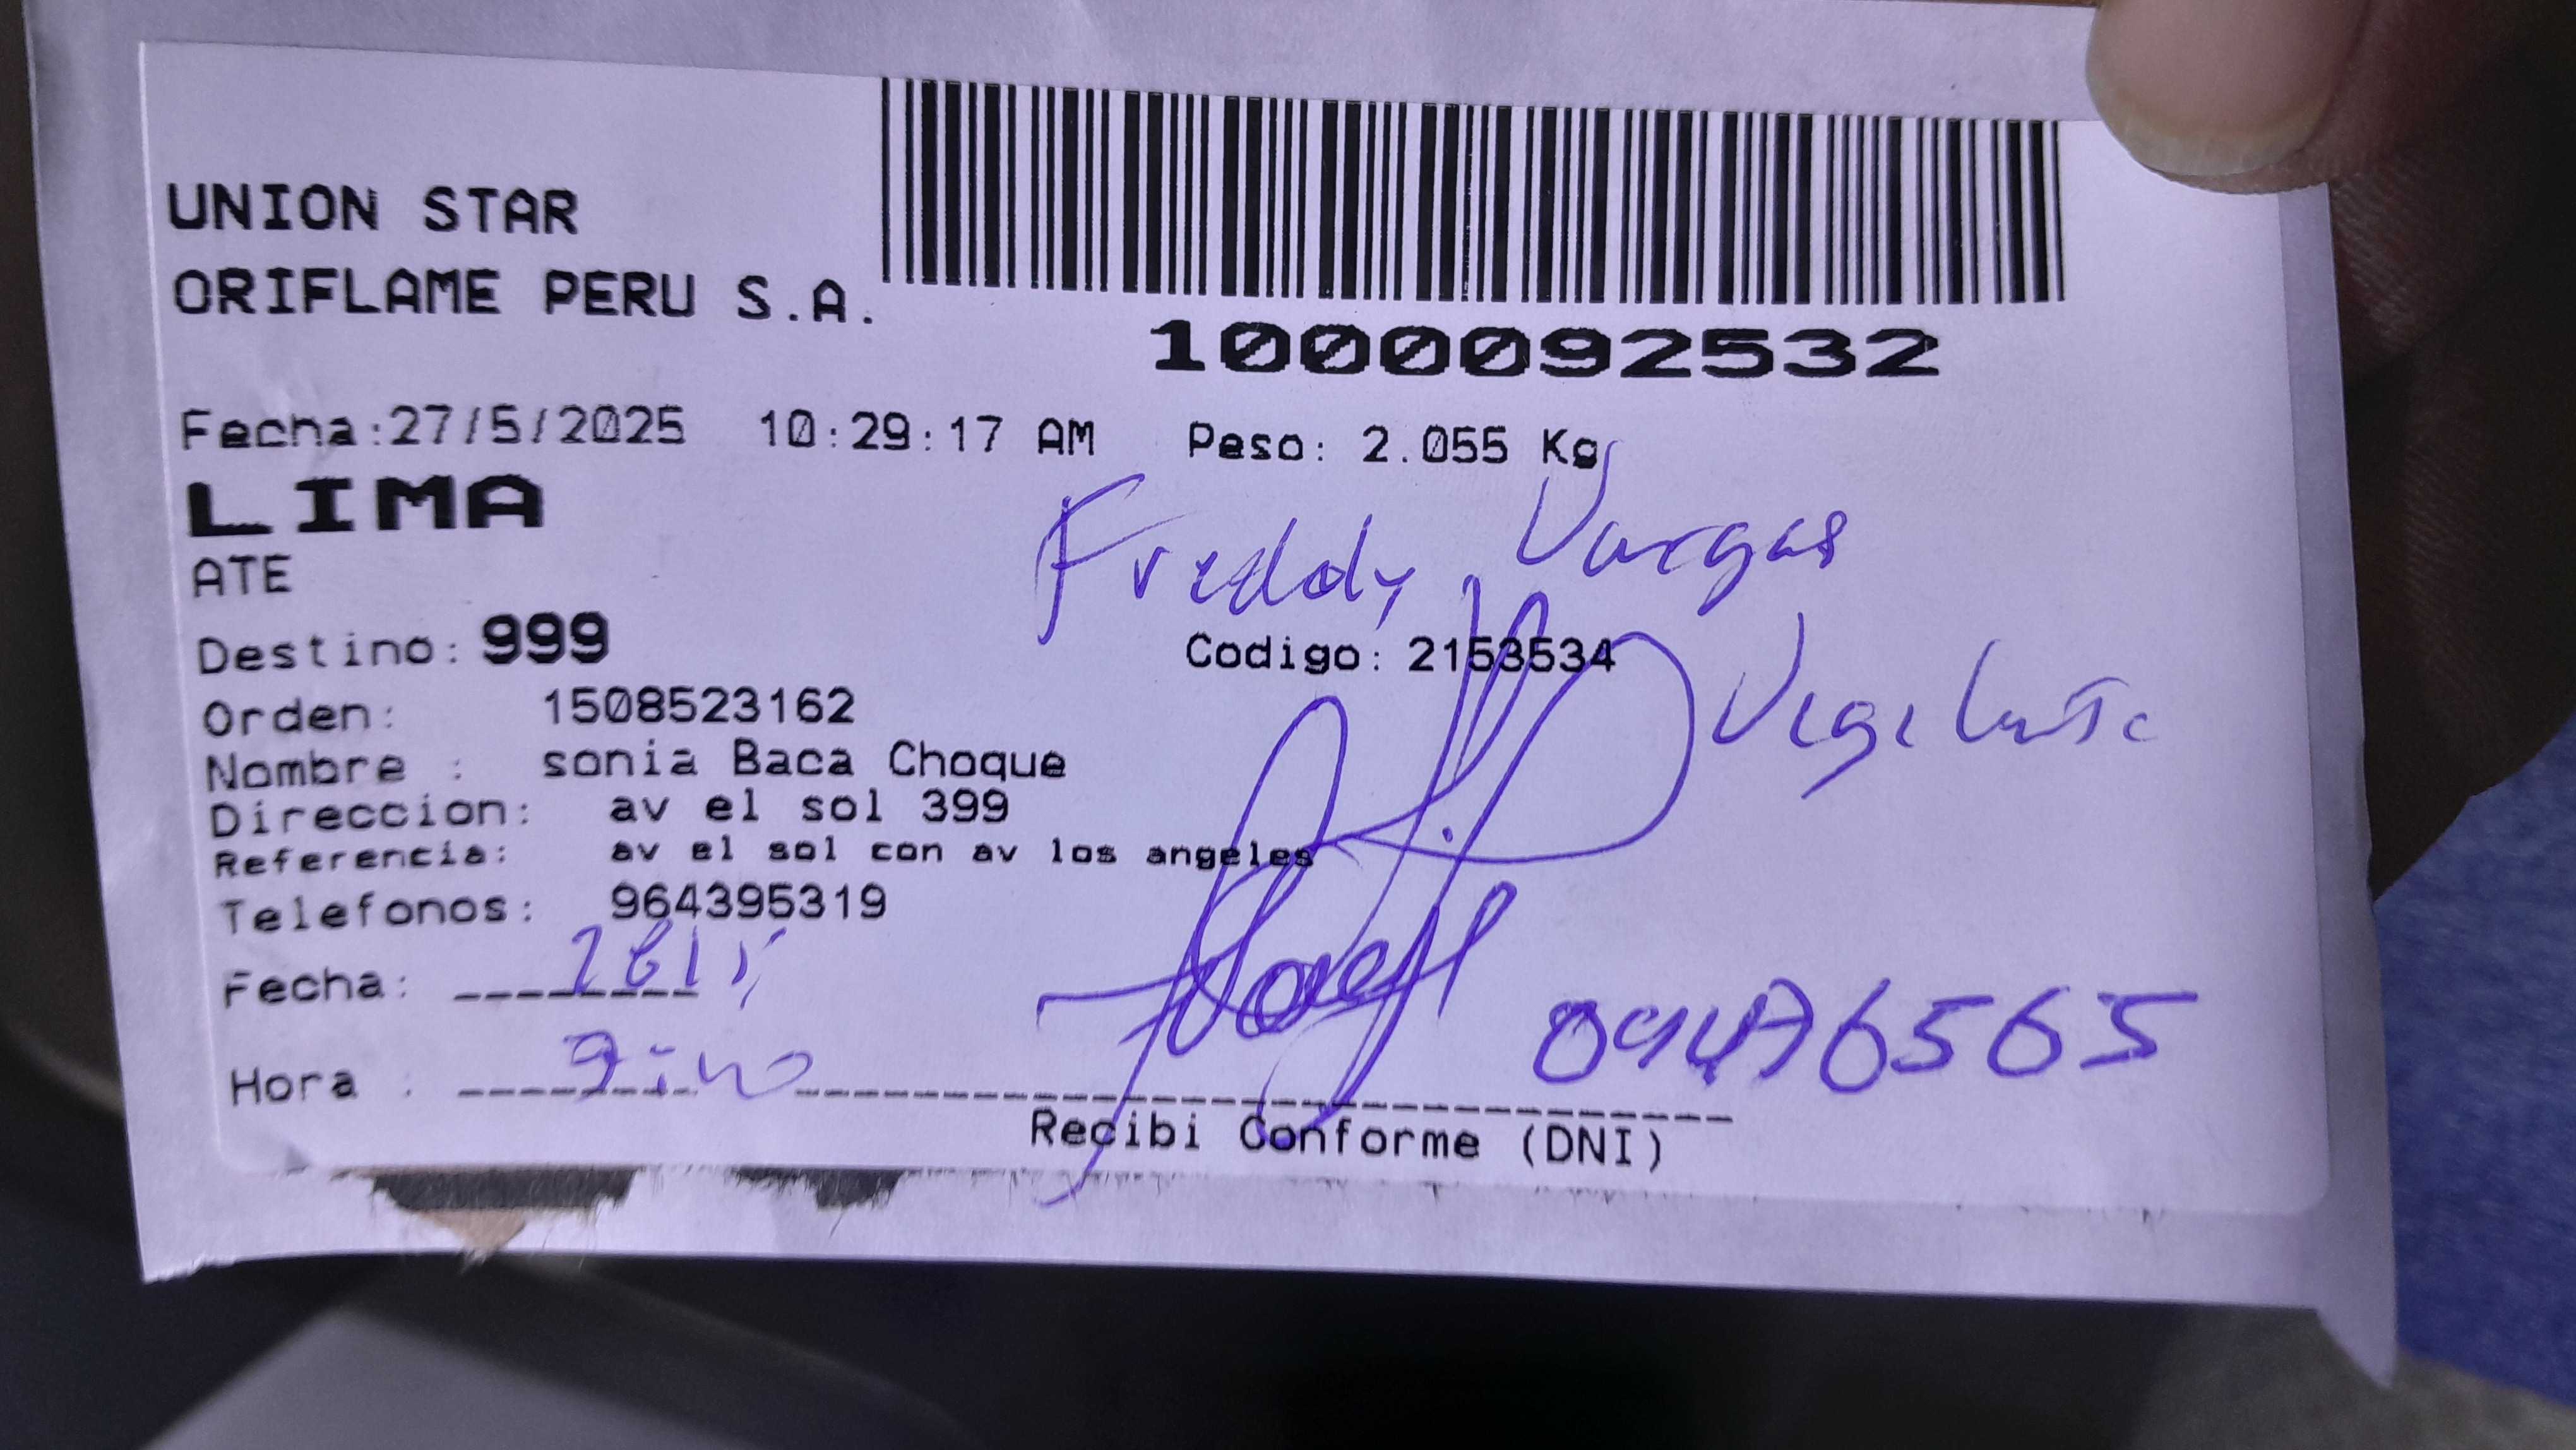 UNION STAR
ORIFLAME PERU S.A.
1000092532
Fecha:27/5/2025 10:29:17 AM Peso: 2.055 Kg
LIMA
Freddy Vargas
ATE
Destino: 999 Codigo: 2153534
Vigilante
Orden: 1508523162
Nombre : sonia Baca Choque
Direccion: av el sol 399
Referencia: av el sol con av los angeles
Telefonos: 964395319
Fecha:
Hora :
Recibi Conforme (DNI)